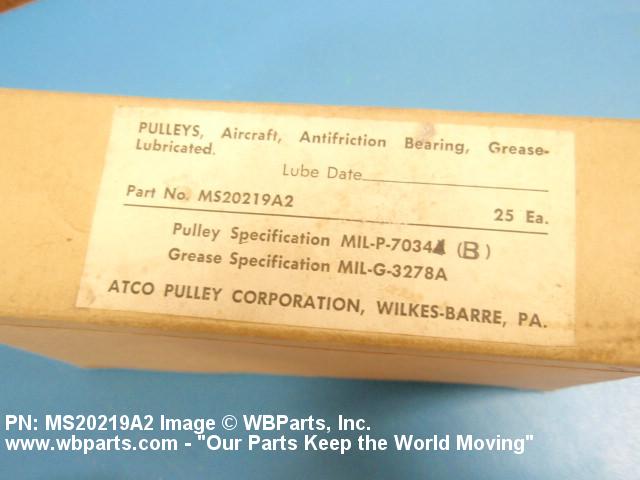 PULLEYS, Aircraft, Antifriction Bearing, Grease-
Lubricated.
Lube Date
Part No. MS20219A2
25 Ea.
Pulley Specification MIL-P-7034 (B)
Grease Specification MIL-G-3278A
ATCO PULLEY CORPORATION, WILKES-BARRE, PA.
PN: MS20219A2 Image © WBParts, Inc.
www.wbparts.com - "Our Parts Keep the World Moving"